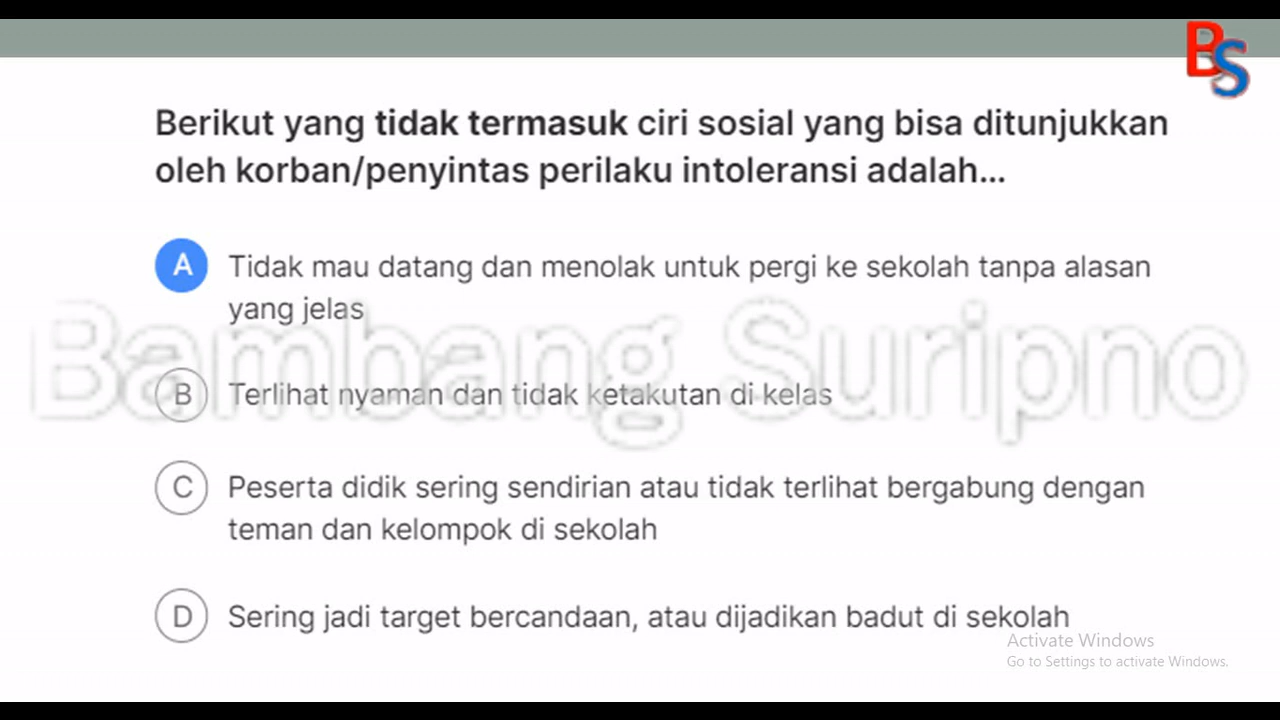 BS
Berikut yang tidak termasuk ciri sosial yang bisa ditunjukkan
oleh korban/penyintas perilaku intoleransi adalah...
A Tidak mau datang dan menolak untuk pergi ke sekolah tanpa alasan
yang jelas
Bambang Suripno
B Terlihat nyaman dan tidak ketakutan di kelas
C Peserta didik sering sendirian atau tidak terlihat bergabung dengan
teman dan kelompok di sekolah
D Sering jadi target bercandaan, atau dijadikan badut di sekolah
Activate Windows
Go to Settings to activate Windows.